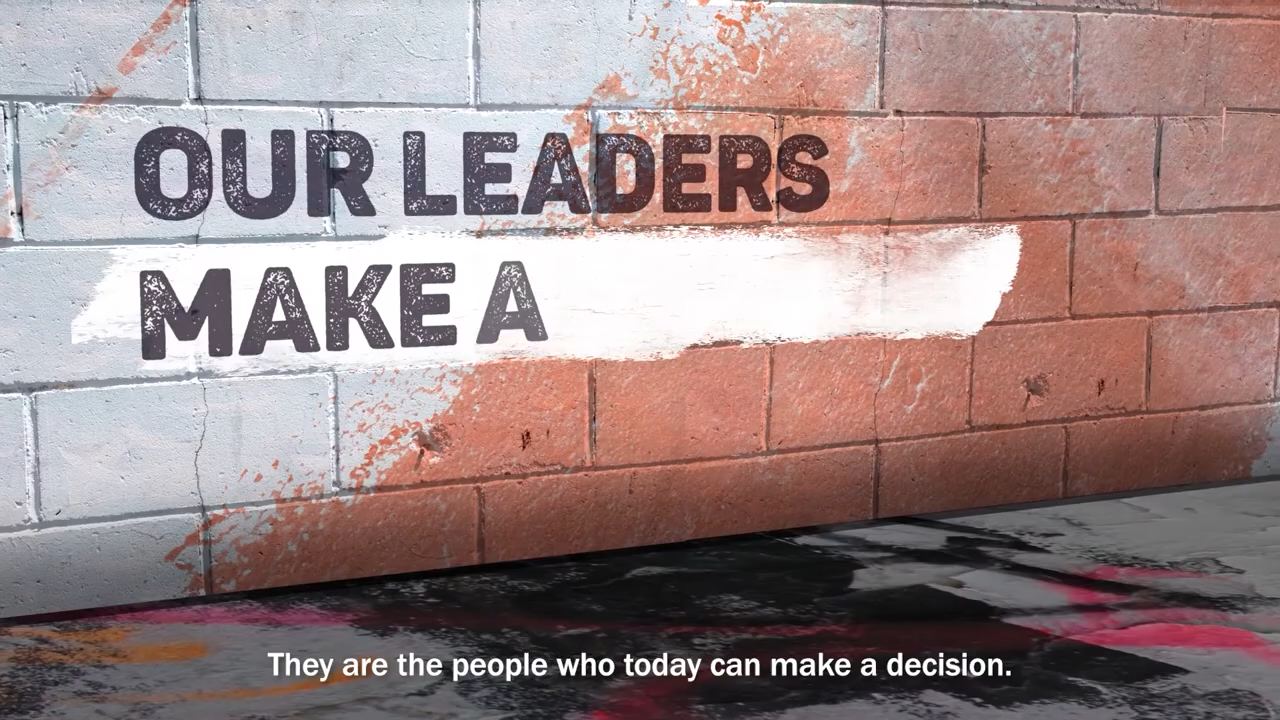 OUR LEADERS
MAKE A
They are the people who today can make a decision.